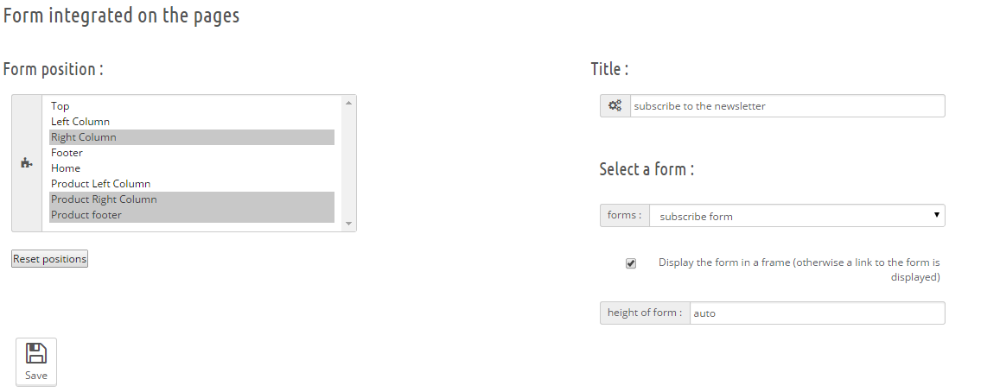 Form integrated on the pages
Form position :
Top
Left Column
Right Column
Footer
Home
Product Left Column
Product Right Column
Product footer
Reset positions
Save
Title :
subscribe to the newsletter
Select a form :
forms : subscribe form
Display the form in a frame (otherwise a link to the form is
displayed)
height of form : auto